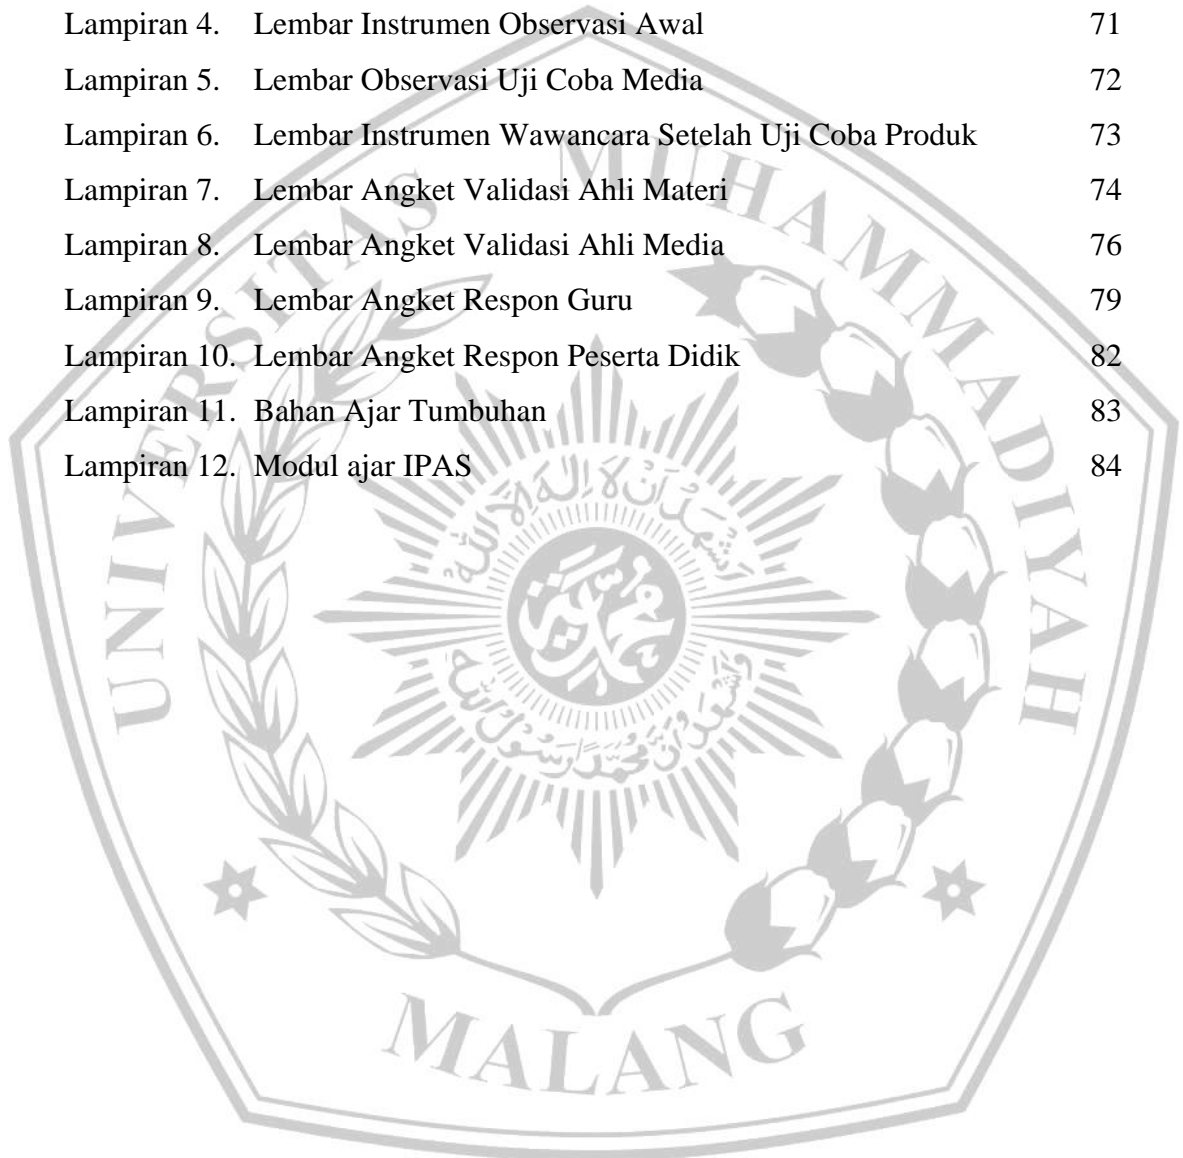 Lampiran 4. Lembar Instrumen Observasi Awal 71
Lampiran 5. Lembar Observasi Uji Coba Media 72
Lampiran 6. Lembar Instrumen Wawancara Setelah Uji Coba Produk 73
Lampiran 7. Lembar Angket Validasi Ahli Materi 74
Lampiran 8. Lembar Angket Validasi Ahli Media 76
Lampiran 9. Lembar Angket Respon Guru 79
Lampiran 10. Lembar Angket Respon Peserta Didik 82
Lampiran 11. Bahan Ajar Tumbuhan 83
Lampiran 12. Modul ajar IPAS 84
UNIVERSITAS MUHAMMADIYAH
MALANG